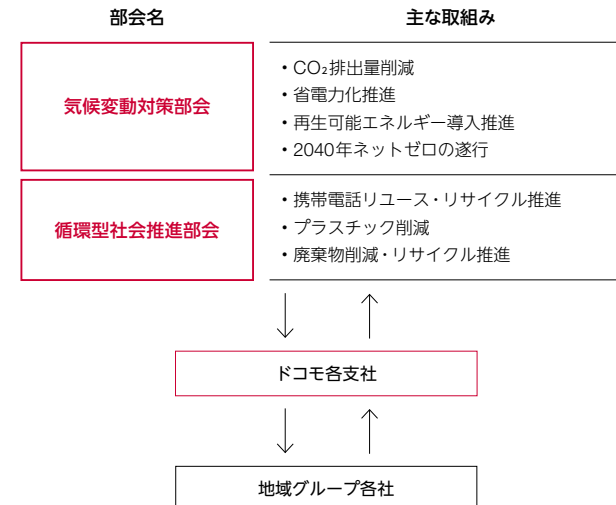 部会名
主な取組み
気候変動対策部会
・CO₂排出量削減
・省電力化推進
・再生可能エネルギー導入推進
・2040年ネットゼロの遂行
循環型社会推進部会
・携帯電話リユース・リサイクル推進
・プラスチック削減
・廃棄物削減・リサイクル推進
ドコモ各支社
地域グループ各社